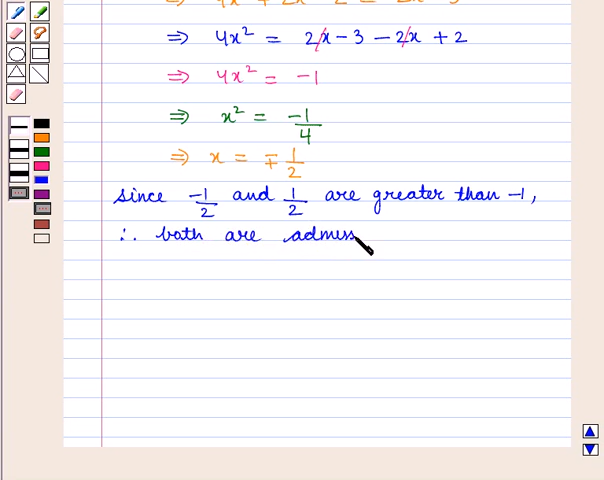 ⇒ 4x² = 2x - 3 - 2x + 2
⇒ 4x² = -1
⇒ x² = -1/4
⇒ x = ∓ 1/2
since -1/2 and 1/2 are greater than -1,
∴ both are admiss